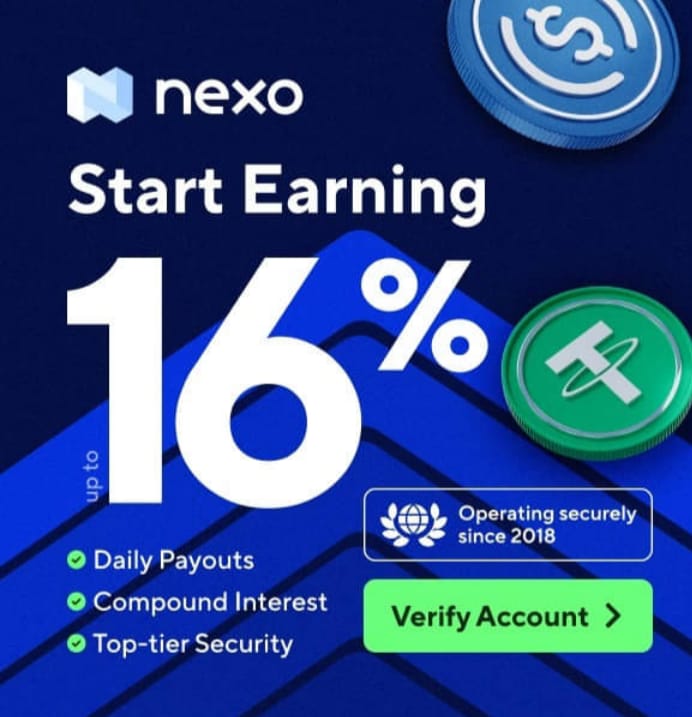 nexo
Start Earning
up to
16%
Operating securely
since 2018
Daily Payouts
Compound Interest
Top-tier Security
Verify Account